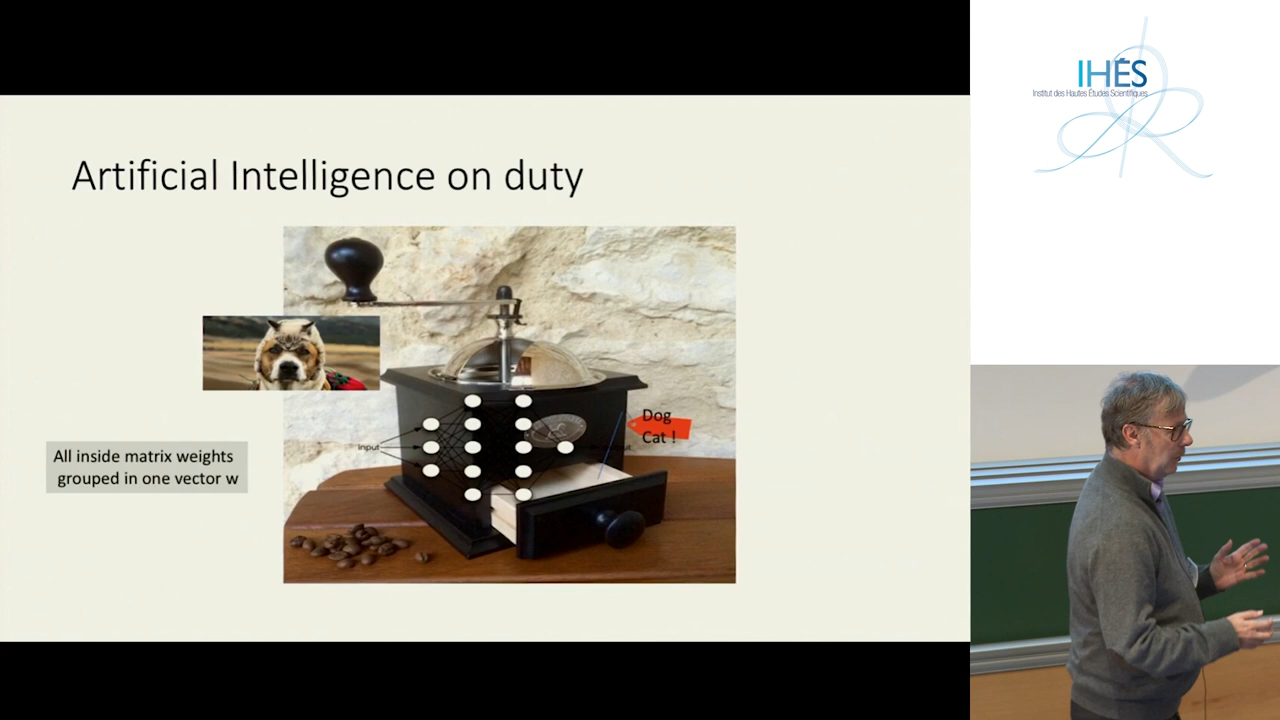 IHÉS
Institut des Hautes Études Scientifiques
Artificial Intelligence on duty
Dog
Cat !
input
All inside matrix weights
grouped in one vector w